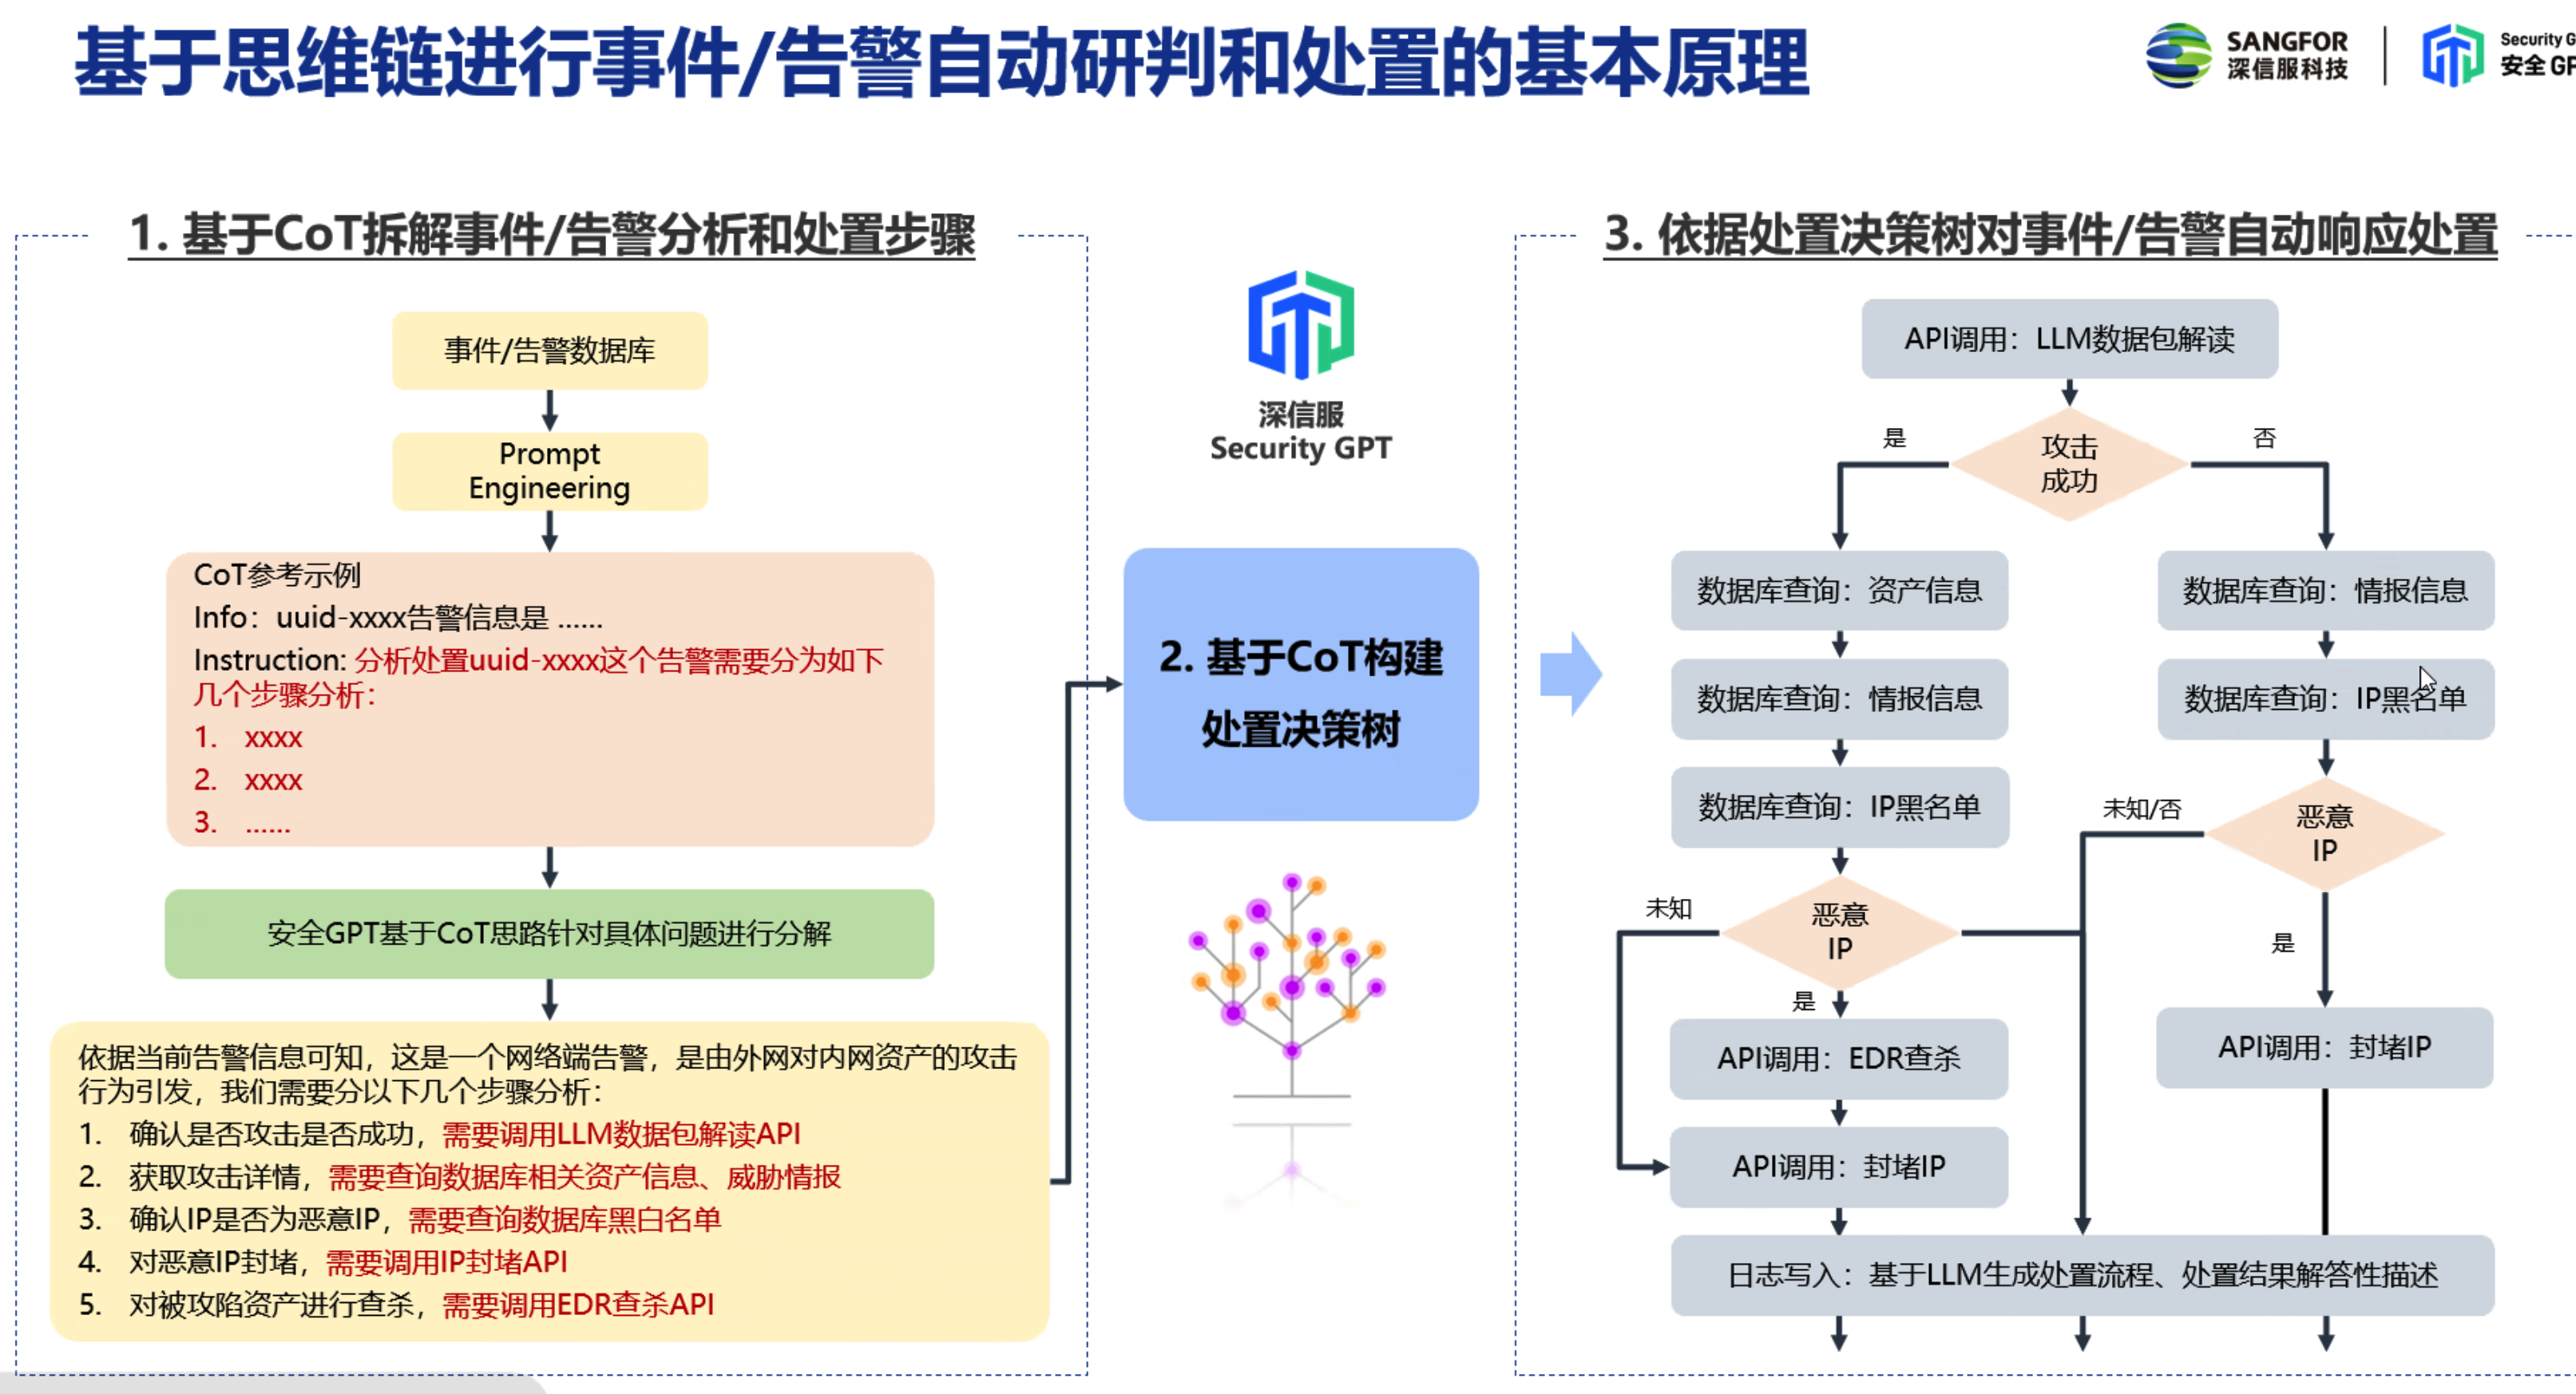 基于思维链进行事件/告警自动研判和处置的基本原理
SANGFOR
深信服科技
Security G
安全GP
1. 基于CoT拆解事件/告警分析和处置步骤
事件/告警数据库
Prompt
Engineering
CoT参考示例
Info：uuid-xxxx告警信息是 ......
Instruction: 分析处置uuid-xxxx这个告警需要分为如下
几个步骤分析：
1. xxxx
2. xxxx
3. ......
安全GPT基于CoT思路针对具体问题进行分解
依据当前告警信息可知，这是一个网络端告警，是由外网对内网资产的攻击
行为引发，我们需要分以下几个步骤分析：
1. 确认是否攻击是否成功，需要调用LLM数据包解读API
2. 获取攻击详情，需要查询数据库相关资产信息、威胁情报
3. 确认IP是否为恶意IP，需要查询数据库黑白名单
4. 对恶意IP封堵，需要调用IP封堵API
5. 对被攻陷资产进行查杀，需要调用EDR查杀API
深信服
Security GPT
2. 基于CoT构建
处置决策树
3. 依据处置决策树对事件/告警自动响应处置
API调用：LLM数据包解读
攻击
成功
是
否
数据库查询：资产信息
数据库查询：情报信息
数据库查询：IP黑名单
恶意
IP
未知
是
API调用：EDR查杀
API调用：封堵IP
数据库查询：情报信息
数据库查询：IP黑名单
恶意
IP
未知/否
是
API调用：封堵IP
日志写入：基于LLM生成处置流程、处置结果解答性描述